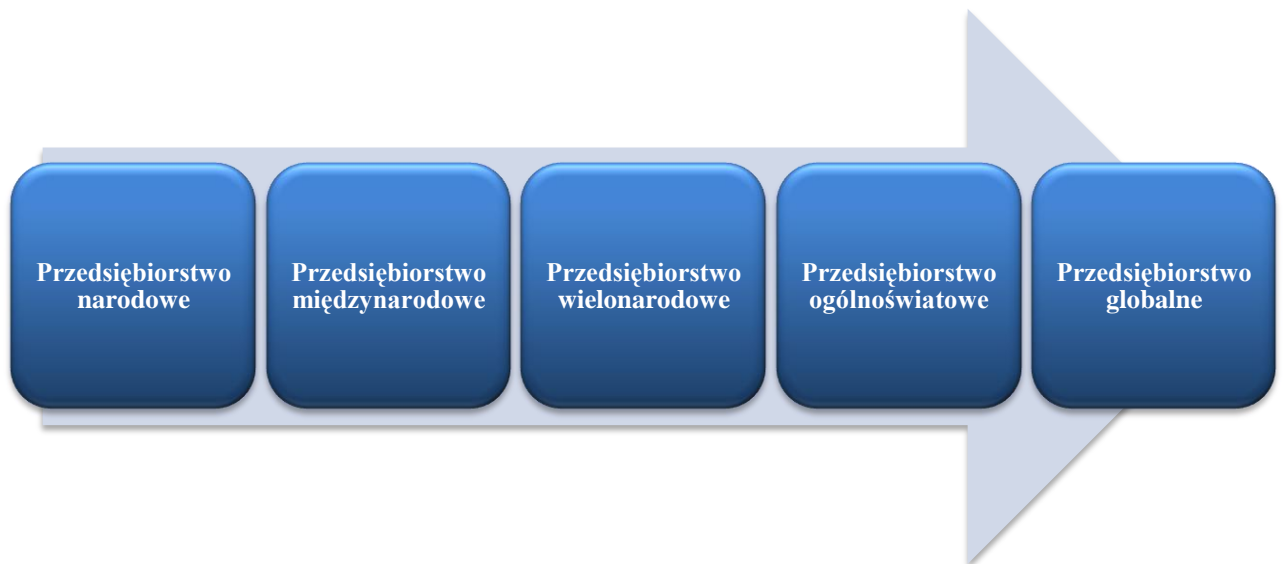 Przedsiębiorstwo
narodowe
Przedsiębiorstwo
międzynarodowe
Przedsiębiorstwo
wielonarodowe
Przedsiębiorstwo
ogólnoświatowe
Przedsiębiorstwo
globalne